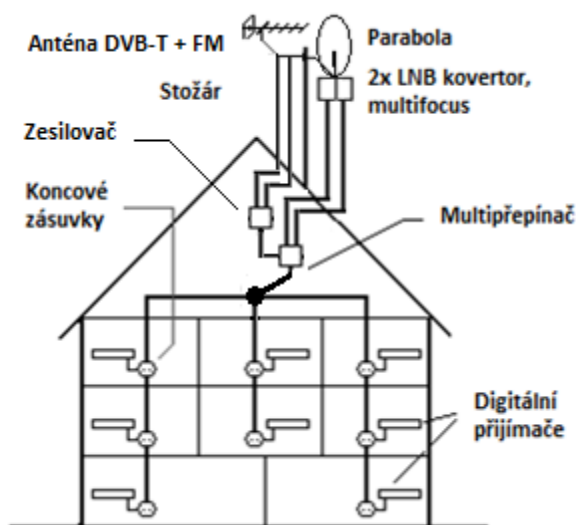 Anténa DVB-T + FM
Parabola
2x LNB kovertor,
multifocus
Stožár
Zesilovač
Koncové
zásuvky
Multipřepínač
Digitální
přijímače